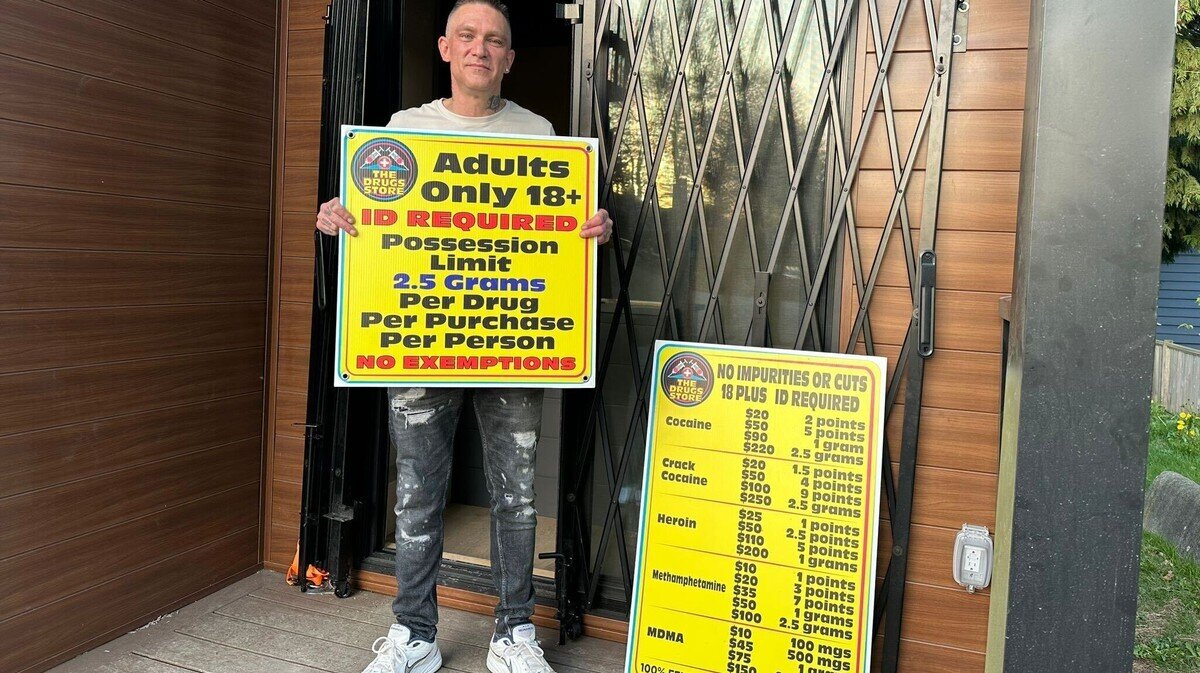 THE
DRUGS
STORE
Adults
Only 18+
ID REQUIRED
Possession
Limit
2.5 Grams
Per Drug
Per Purchase
Per Person
NO EXEMPTIONS
THE
DRUGS
STORE
NO IMPURITIES OR CUTS
18 PLUS ID REQUIRED
Cocaine
$20 2 points
$50 5 points
$90 1 gram
$220 2.5 grams
Crack
Cocaine
$20 1.5 points
$50 4 points
$100 9 points
$250 2.5 grams
Heroin
$25 1 points
$50 2.5 points
$110 5 points
$200 1 grams
Methamphetamine
$10 1 points
$20 3 points
$35 7 points
$50 1 grams
$100 2.5 grams
MDMA
$10 100 mgs
$45 500 mgs
$75
$150
100%